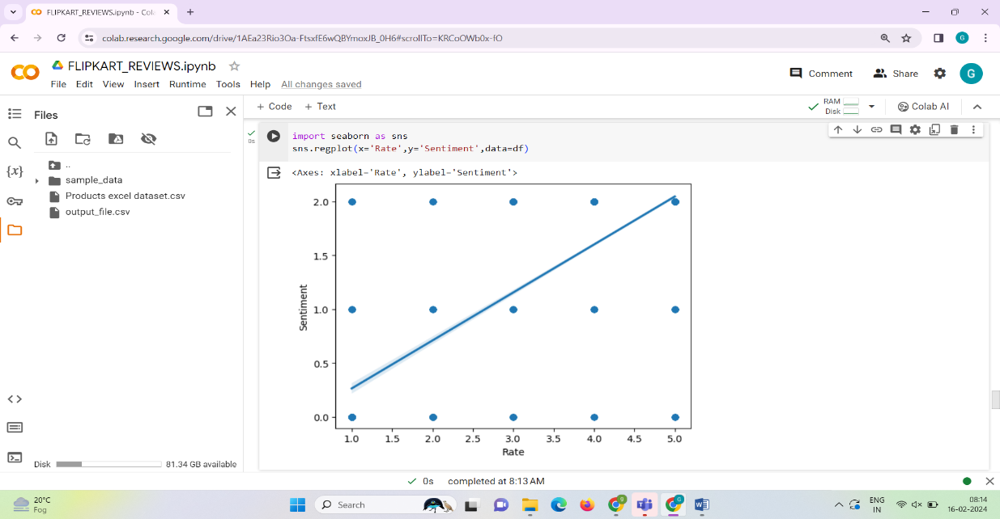 FLIPKART_REVIEWS.ipynb - Col
colab.research.google.com/drive/1AEa23Rio3Oa-FtsxfE6wQBYmoxJB_0H6#scrollTo=KRCoOWb0x-fO
G
FLIPKART_REVIEWS.ipynb
File Edit View Insert Runtime Tools Help All changes saved
Comment Share G
Files
+ Code + Text
RAM
Disk
Colab AI
..
sample_data
Products excel dataset.csv
output_file.csv
{x}
Disk 81.34 GB available
0s
import seaborn as sns
sns.regplot(x='Rate',y='Sentiment',data=df)
<Axes: xlabel='Rate', ylabel='Sentiment'>
2.0
1.5
1.0
0.5
0.0
Sentiment
1.0 1.5 2.0 2.5 3.0 3.5 4.0 4.5 5.0
Rate
0s completed at 8:13 AM
20°C
Fog
Search
ENG
IN
08:14
16-02-2024